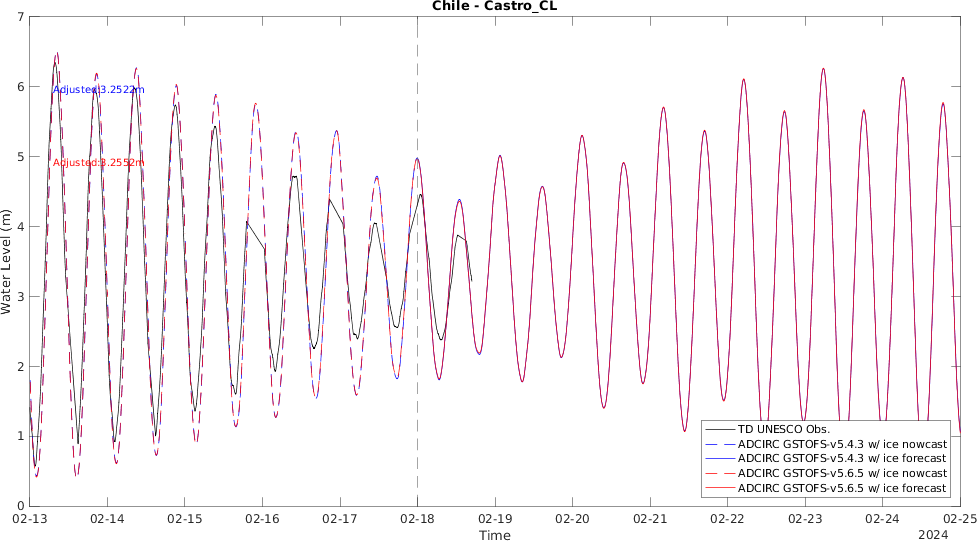 Chile - Castro_CL
7
6
5
4
3
2
1
0
Water Level (m)
Adjusted:3.2522m
Adjusted:3.2552m
TD UNESCO Obs.
ADCIRC GSTOFS-v5.4.3 w/ ice nowcast
ADCIRC GSTOFS-v5.4.3 w/ ice forecast
ADCIRC GSTOFS-v5.6.5 w/ ice nowcast
ADCIRC GSTOFS-v5.6.5 w/ ice forecast
02-13 02-14 02-15 02-16 02-17 02-18 02-19 02-20 02-21 02-22 02-23 02-24 02-25
Time
2024